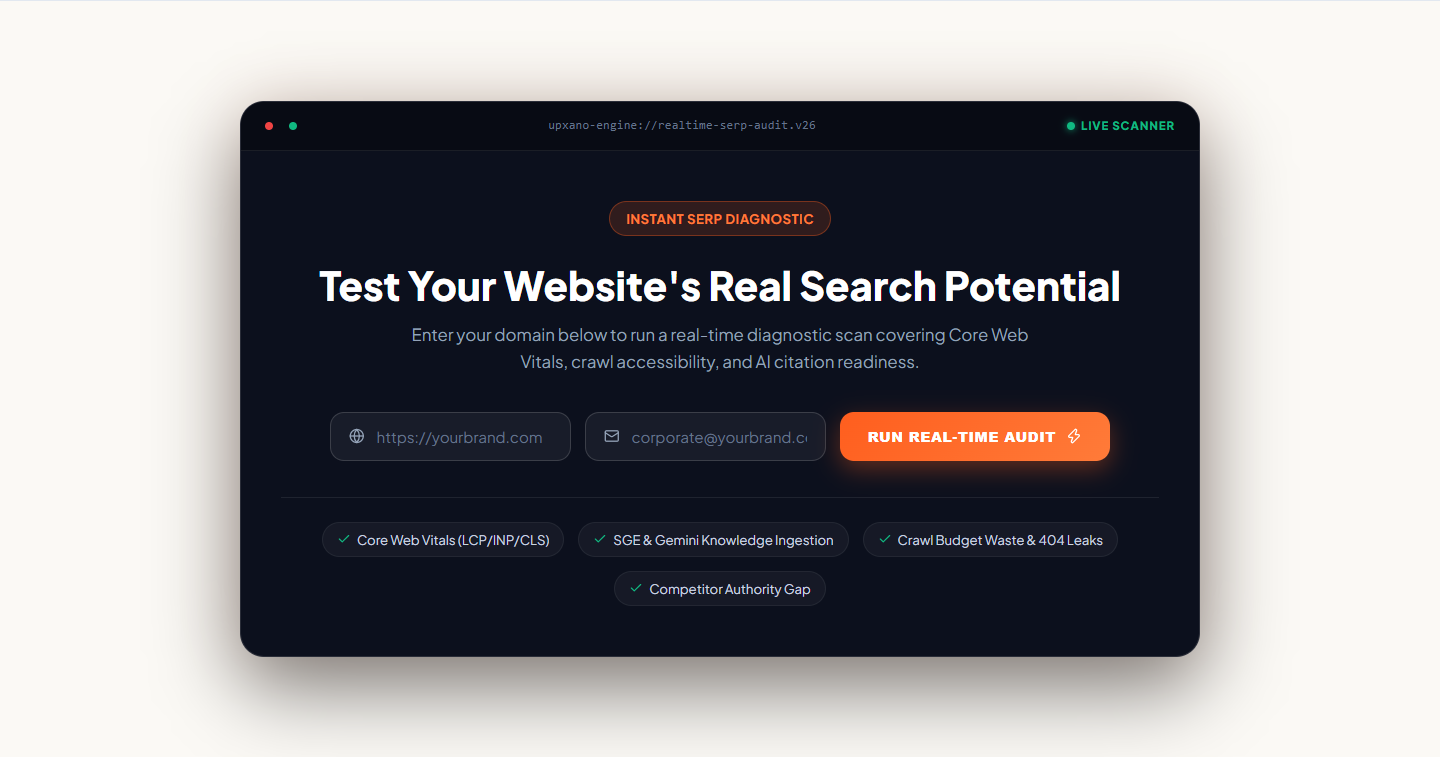 upxano-engine://realtime-serp-audit.v26
LIVE SCANNER
INSTANT SERP DIAGNOSTIC
Test Your Website's Real Search Potential
Enter your domain below to run a real-time diagnostic scan covering Core Web
Vitals, crawl accessibility, and AI citation readiness.
https://yourbrand.com
corporate@yourbrand.c
RUN REAL-TIME AUDIT
Core Web Vitals (LCP/INP/CLS)
SGE & Gemini Knowledge Ingestion
Crawl Budget Waste & 404 Leaks
Competitor Authority Gap